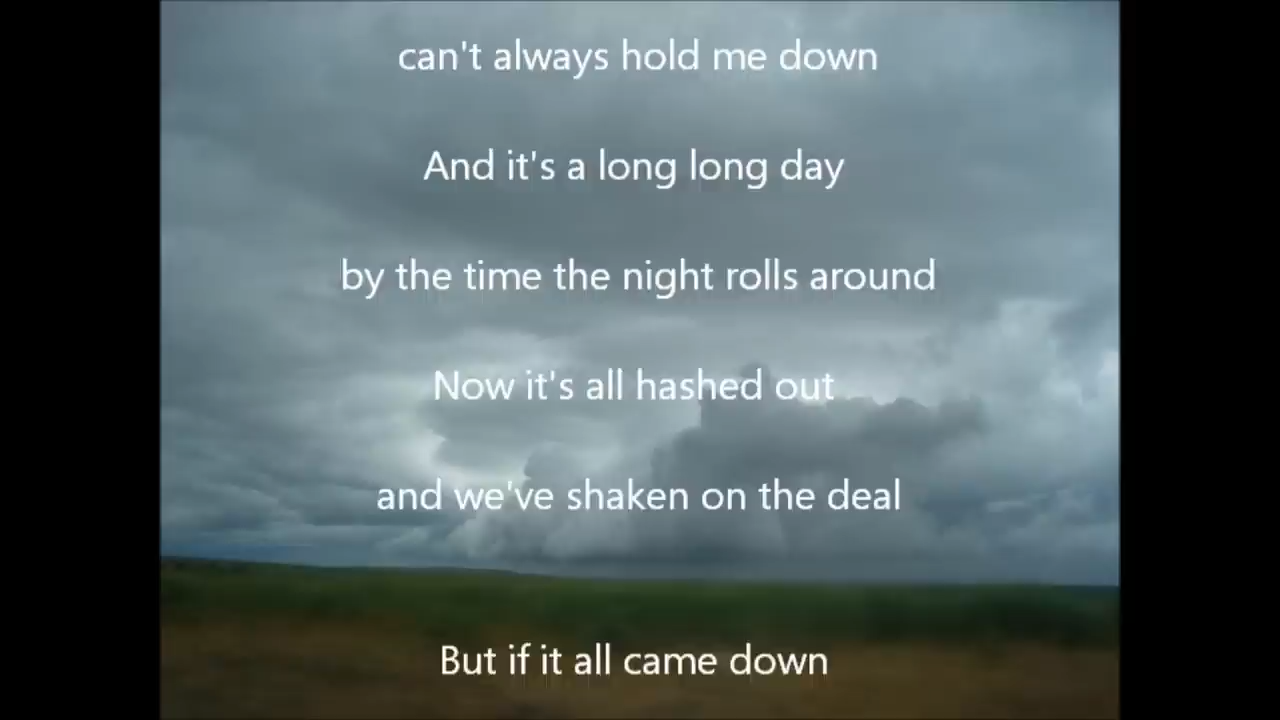 can't always hold me down
And it's a long long day
by the time the night rolls around
Now it's all hashed out
and we've shaken on the deal
But if it all came down